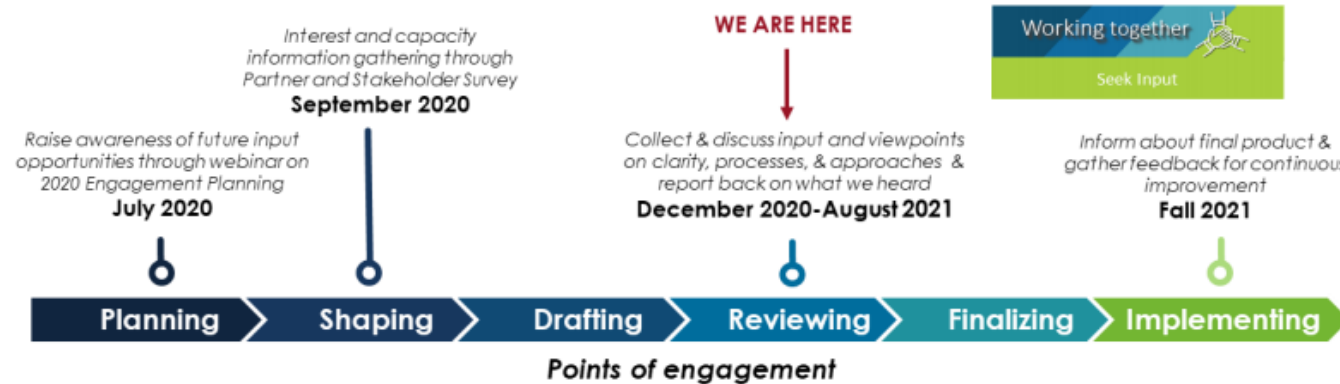 Interest and capacity
information gathering through
Partner and Stakeholder Survey
September 2020
WE ARE HERE
Working together
Seek Input
Raise awareness of future input
opportunities through webinar on
2020 Engagement Planning
July 2020
Collect & discuss input and viewpoints
on clarity, processes, & approaches &
report back on what we heard
December 2020-August 2021
Inform about final product &
gather feedback for continuous
improvement
Fall 2021
Planning
Shaping
Drafting
Reviewing
Finalizing
Implementing
Points of engagement